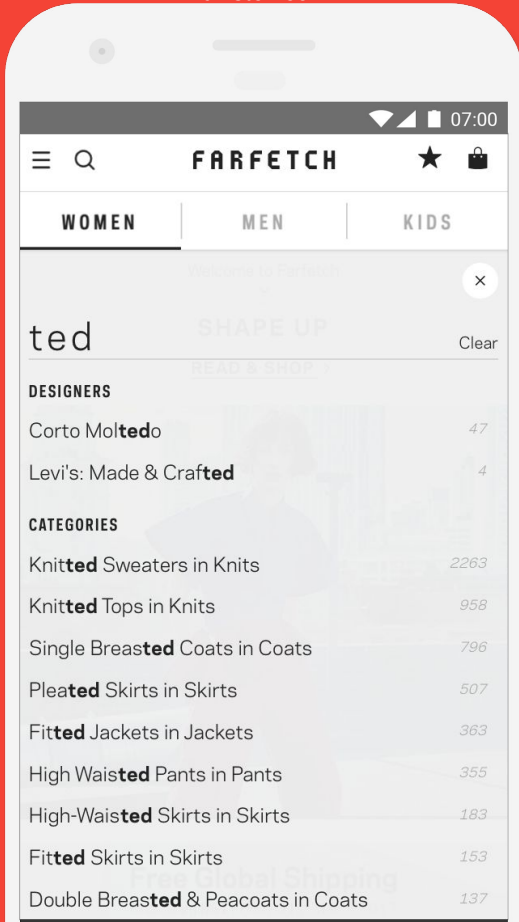 07:00
FARFETCH
WOMEN MEN KIDS
Welcome to Farfetch
SHAPE UP
ted Clear
READ & SHOP
DESIGNERS
Corto Moltedo 47
Levi's: Made & Crafted 4
CATEGORIES
Knitted Sweaters in Knits 2263
Knitted Tops in Knits 958
Single Breasted Coats in Coats 796
Pleated Skirts in Skirts 507
Fitted Jackets in Jackets 363
High Waisted Pants in Pants 355
High-Waisted Skirts in Skirts 183
Fitted Skirts in Skirts 153
Free Global Shipping
Double Breasted & Peacoats in Coats 137